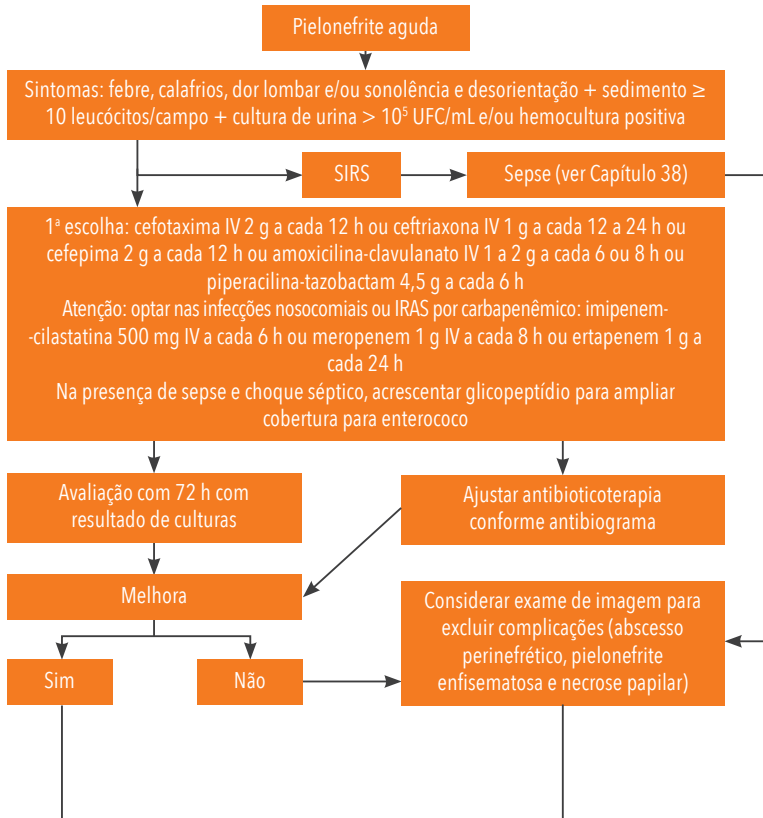 Pielonefrite aguda
Sintomas: febre, calafrios, dor lombar e/ou sonolência e desorientação + sedimento ≥
10 leucócitos/campo + cultura de urina > 10⁵ UFC/mL e/ou hemocultura positiva
SIRS
Sepse (ver Capítulo 38)
1ª escolha: cefotaxima IV 2 g a cada 12 h ou ceftriaxona IV 1 g a cada 12 a 24 h ou
cefepima 2 g a cada 12 h ou amoxicilina-clavulanato IV 1 a 2 g a cada 6 ou 8 h ou
piperacilina-tazobactam 4,5 g a cada 6 h
Atenção: optar nas infecções nosocomiais ou IRAS por carbapenêmico: imipenem-
-cilastatina 500 mg IV a cada 6 h ou meropenem 1 g IV a cada 8 h ou ertapenem 1 g a
cada 24 h
Na presença de sepse e choque séptico, acrescentar glicopeptídio para ampliar
cobertura para enterococo
Avaliação com 72 h com
resultado de culturas
Ajustar antibioticoterapia
conforme antibiograma
Melhora
Considerar exame de imagem para
excluir complicações (abscesso
perinefrético, pielonefrite
enfisematosa e necrose papilar)
Sim
Não